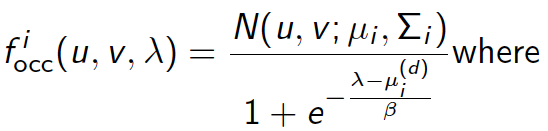 f^i_occ(u, v, λ) = N(u, v; μ_i, Σ_i) / (1 + e^{-(λ-μ_i^{(d)})/β}) where